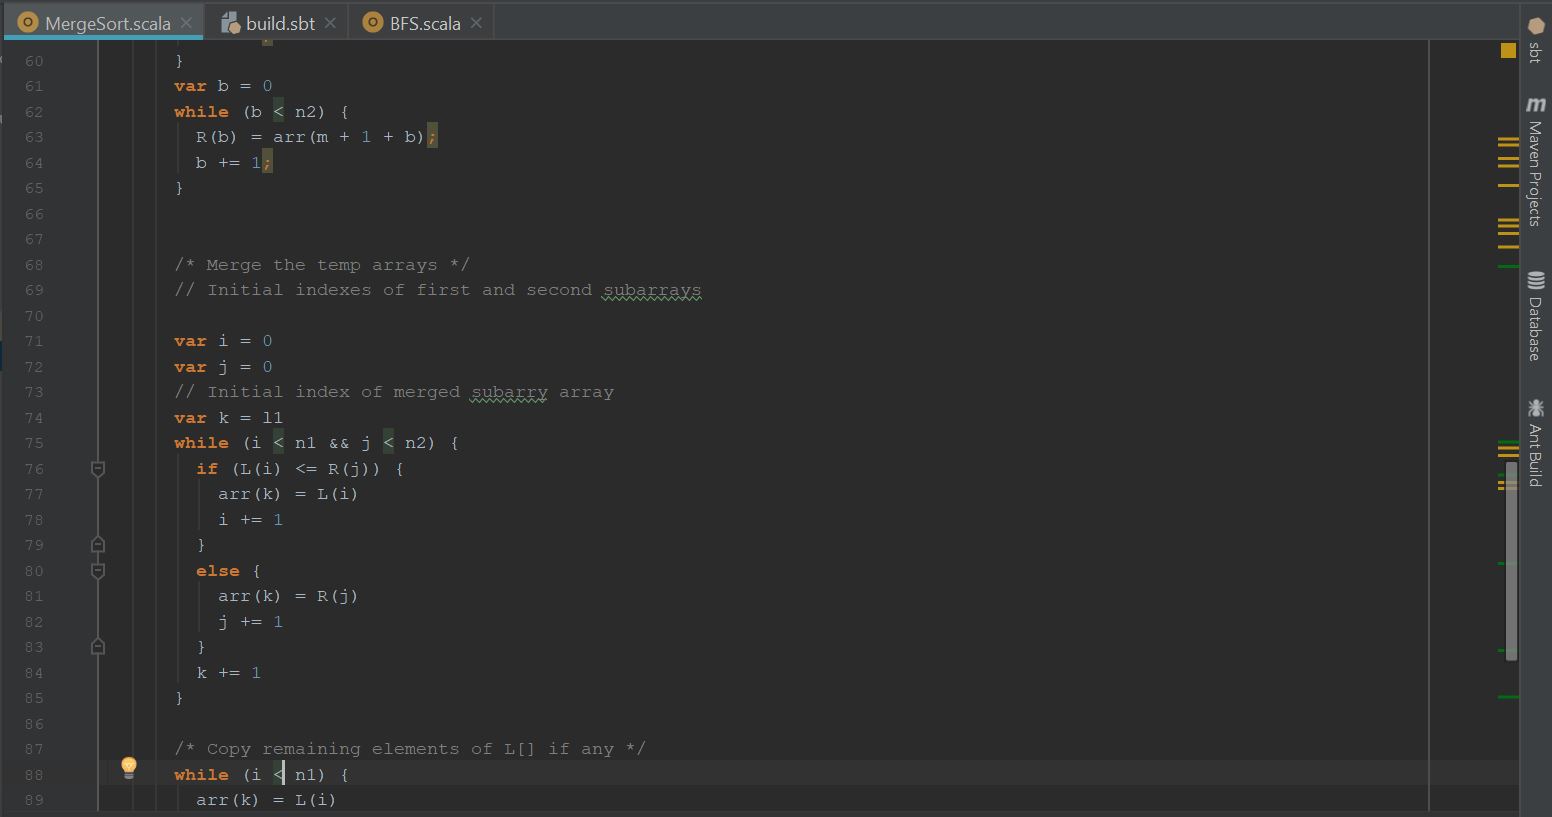 MergeSort.scala build.sbt BFS.scala
60 }
61 var b = 0
62 while (b < n2) {
63 R(b) = arr(m + 1 + b);
64 b += 1;
65 }
66
67
68 /* Merge the temp arrays */
69 // Initial indexes of first and second subarrays
70
71 var i = 0
72 var j = 0
73 // Initial index of merged subarry array
74 var k = l1
75 while (i < n1 && j < n2) {
76 if (L(i) <= R(j)) {
77 arr(k) = L(i)
78 i += 1
79 }
80 else {
81 arr(k) = R(j)
82 j += 1
83 }
84 k += 1
85 }
86
87 /* Copy remaining elements of L[] if any */
88 while (i < n1) {
89 arr(k) = L(i)
sbt
m Maven Projects
Database
Ant Build